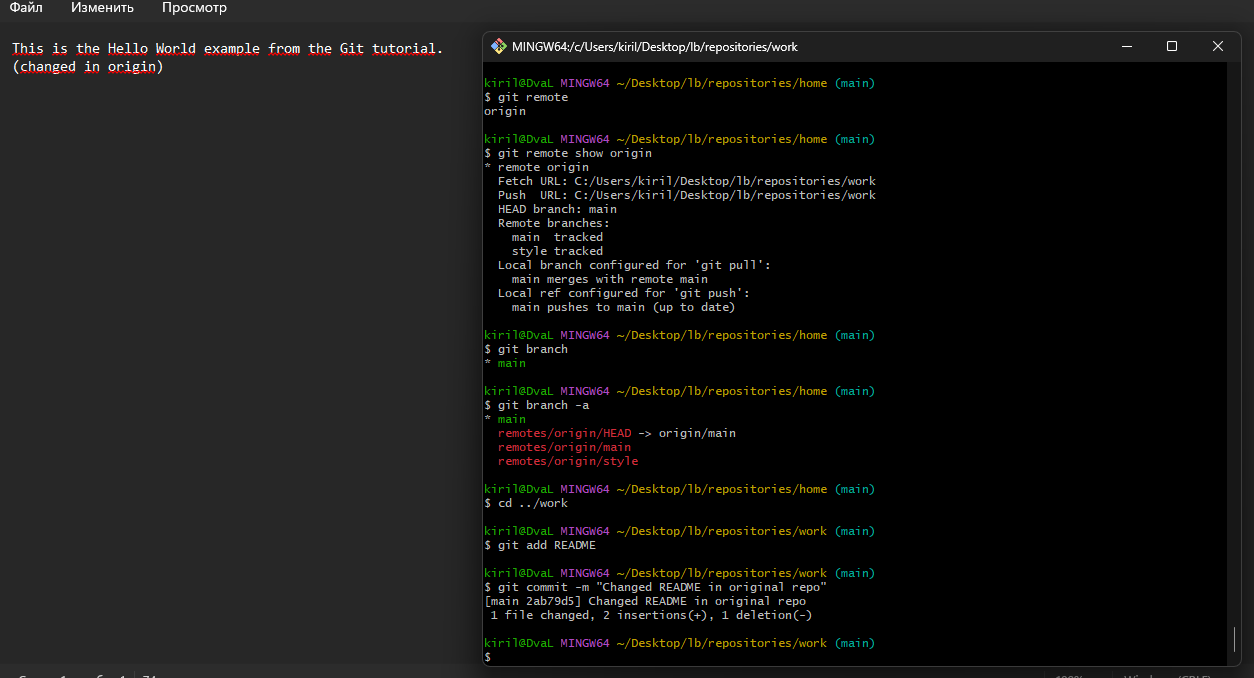 Файл Изменить Просмотр
This is the Hello World example from the Git tutorial.
(changed in origin)
MINGW64:/c/Users/kiril/Desktop/lb/repositories/work
kiril@DvaL MINGW64 ~/Desktop/lb/repositories/home (main)
$ git remote
origin
kiril@DvaL MINGW64 ~/Desktop/lb/repositories/home (main)
$ git remote show origin
* remote origin
  Fetch URL: C:/Users/kiril/Desktop/lb/repositories/work
  Push  URL: C:/Users/kiril/Desktop/lb/repositories/work
  HEAD branch: main
  Remote branches:
    main  tracked
    style tracked
  Local branch configured for 'git pull':
    main merges with remote main
  Local ref configured for 'git push':
    main pushes to main (up to date)
kiril@DvaL MINGW64 ~/Desktop/lb/repositories/home (main)
$ git branch
* main
kiril@DvaL MINGW64 ~/Desktop/lb/repositories/home (main)
$ git branch -a
* main
  remotes/origin/HEAD -> origin/main
  remotes/origin/main
  remotes/origin/style
kiril@DvaL MINGW64 ~/Desktop/lb/repositories/home (main)
$ cd ../work
kiril@DvaL MINGW64 ~/Desktop/lb/repositories/work (main)
$ git add README
kiril@DvaL MINGW64 ~/Desktop/lb/repositories/work (main)
$ git commit -m "Changed README in original repo"
[main 2ab79d5] Changed README in original repo
 1 file changed, 2 insertions(+), 1 deletion(-)
kiril@DvaL MINGW64 ~/Desktop/lb/repositories/work (main)
$